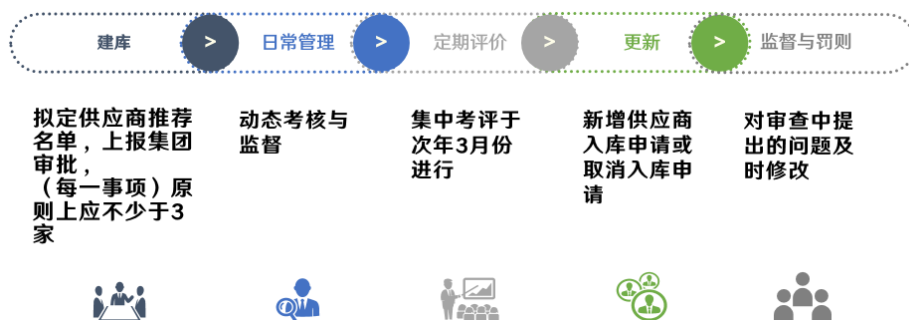 建库
>
日常管理
>
定期评价
>
更新
>
监督与罚则
拟定供应商推荐
名单，上报集团
审批，
（每一事项）原
则上应不少于3
家
动态考核与
监督
集中考评于
次年3月份
进行
新增供应商
入库申请或
取消入库申
请
对审查中提
出的问题及
时修改